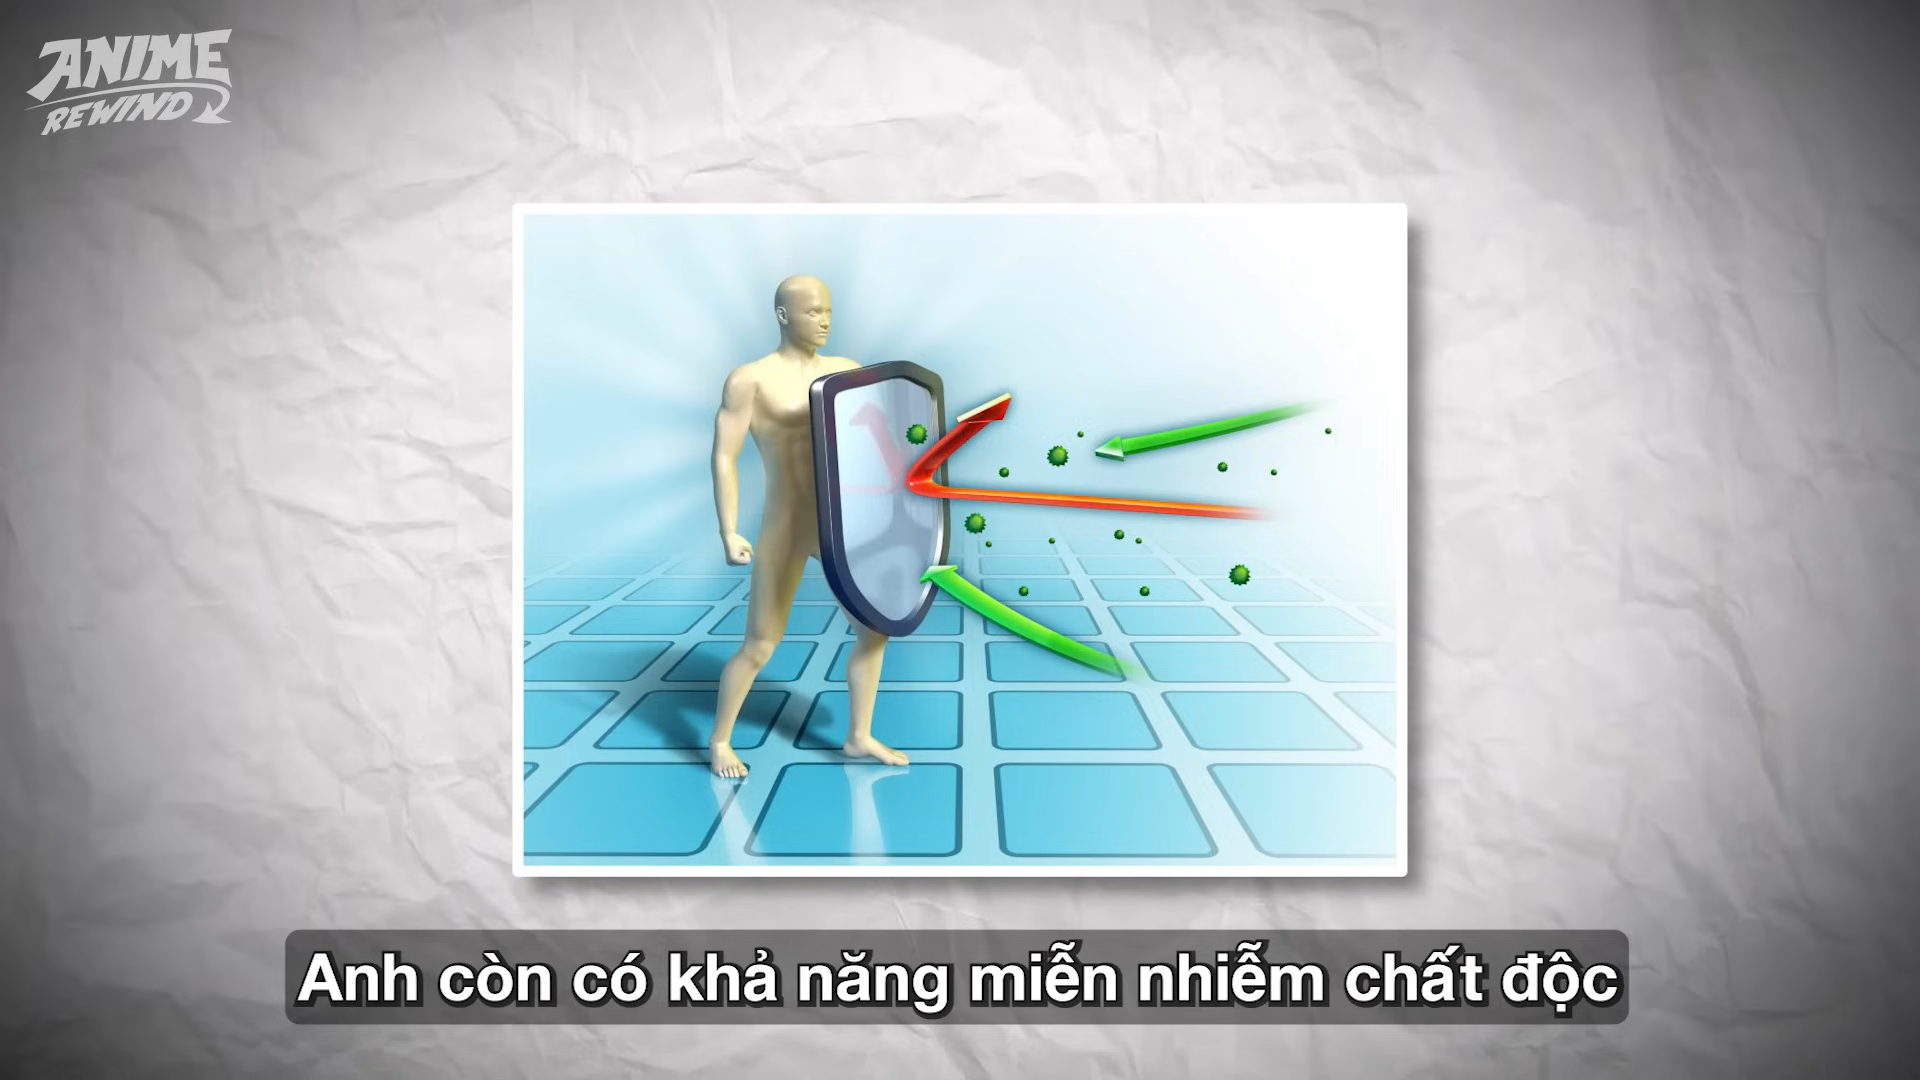 ANIME
REWIND
Anh còn có khả năng miễn nhiễm chất độc